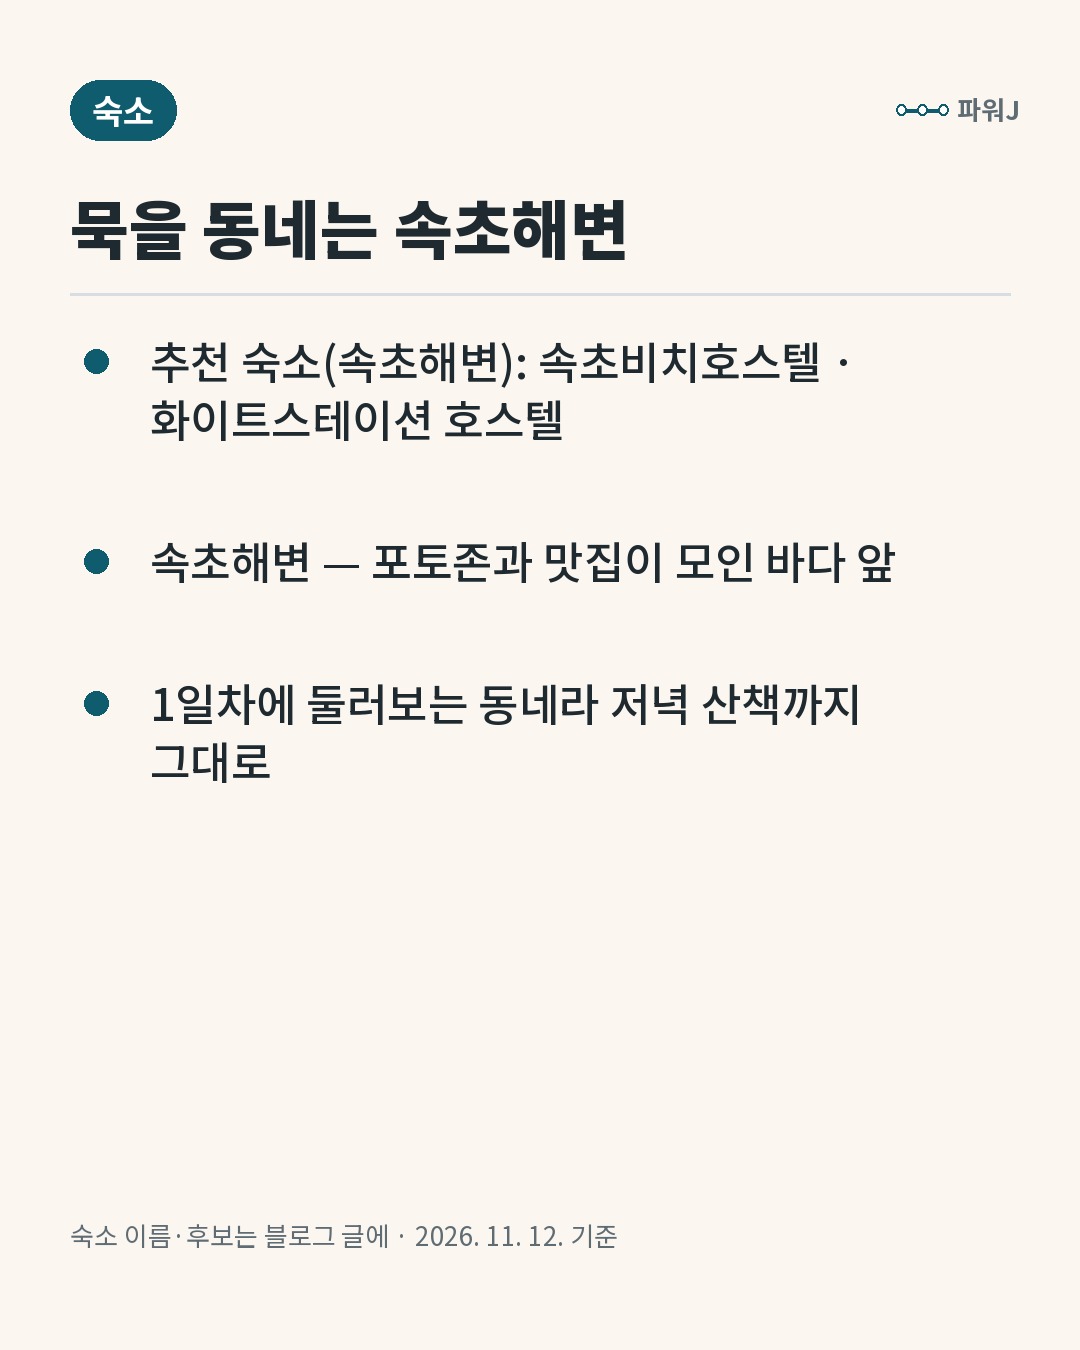 숙소
파워J
묵을 동네는 속초해변
추천 숙소(속초해변): 속초비치호스텔 ·
화이트스테이션 호스텔
속초해변 — 포토존과 맛집이 모인 바다 앞
1일차에 둘러보는 동네라 저녁 산책까지
그대로
숙소 이름·후보는 블로그 글에 · 2026. 11. 12. 기준